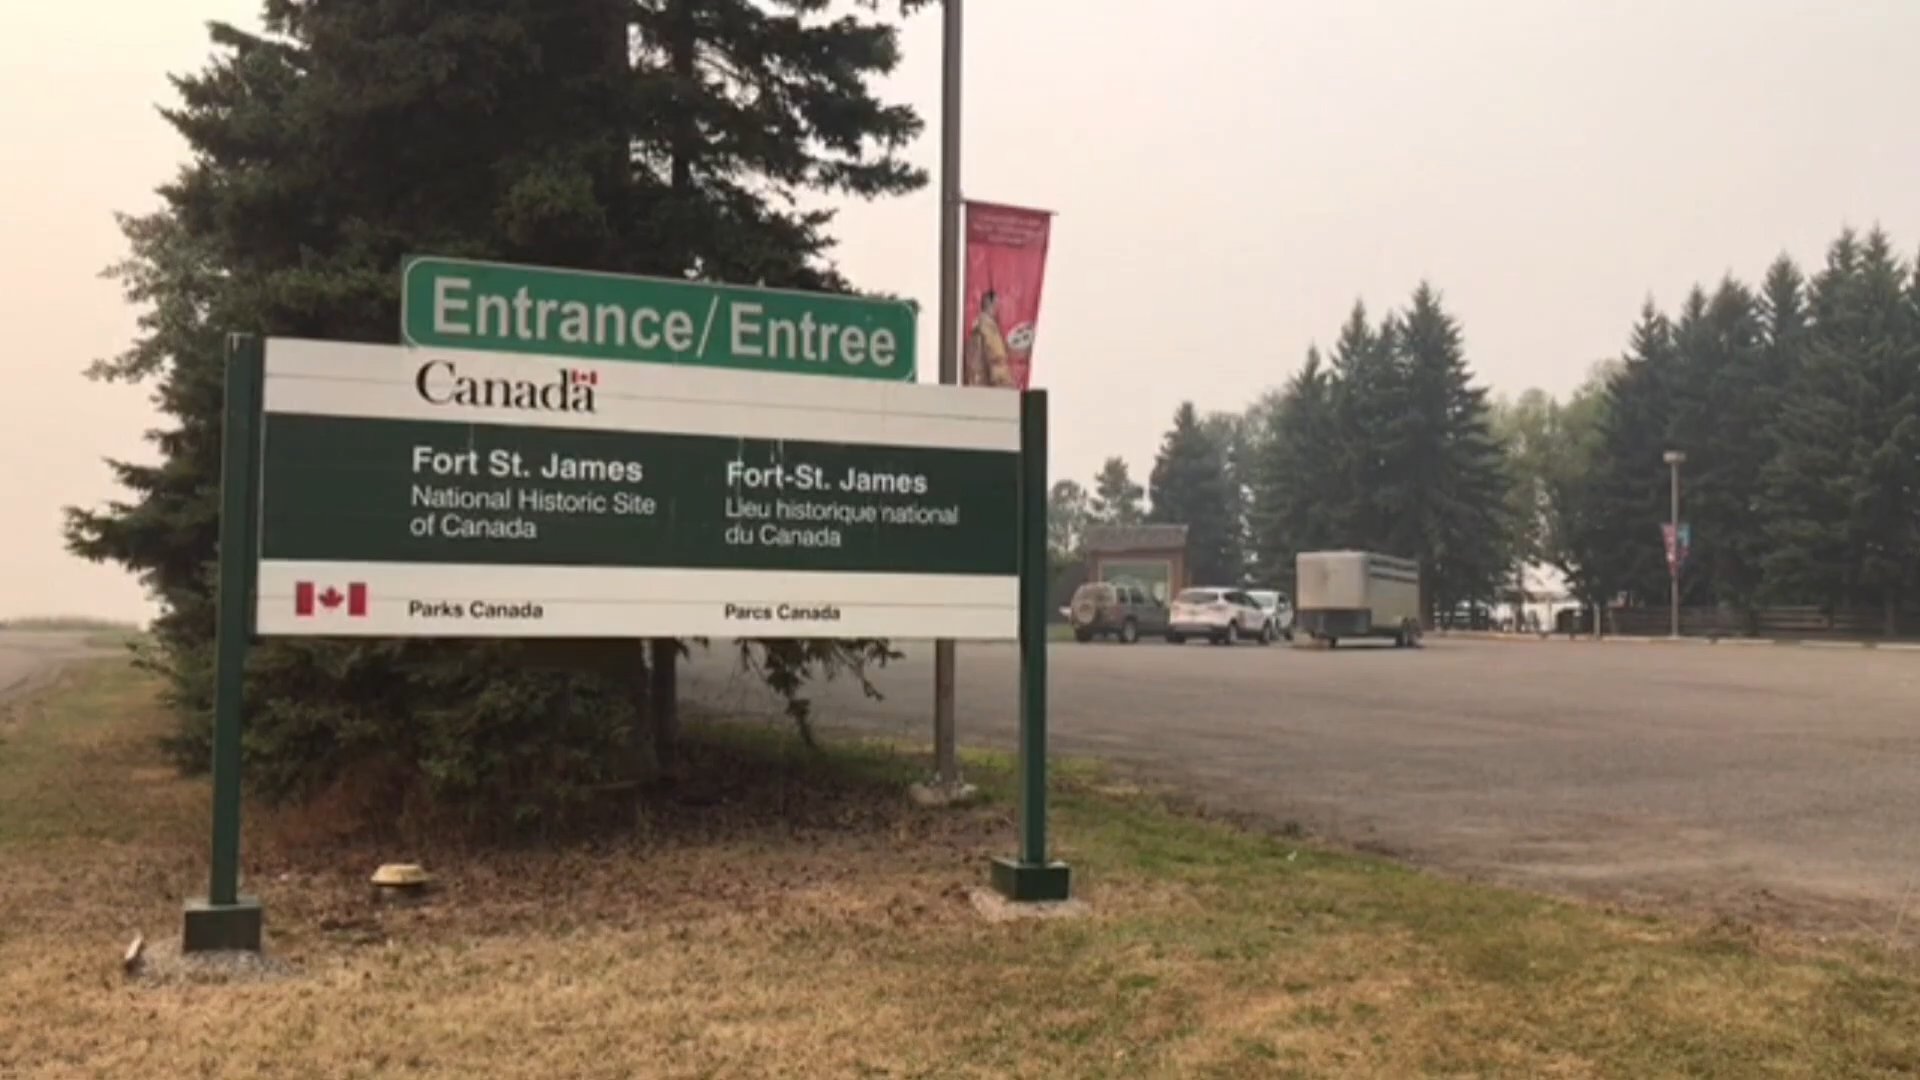 Entrance/Entree
Canada
Fort St. James
National Historic Site
of Canada
Fort-St. James
Lieu historique national
du Canada
Parks Canada
Parcs Canada